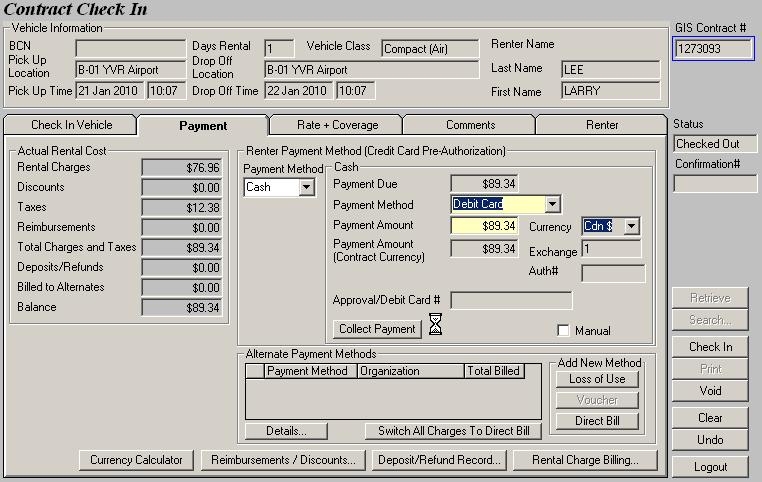 Contract Check In
Vehicle Information
GIS Contract #
BCN Days Rental 1 Vehicle Class Compact (Air) Renter Name
1273093
Pick Up Location B-01 YVR Airport Drop Off Location B-01 YVR Airport Last Name LEE
Pick Up Time 21 Jan 2010 10:07 Drop Off Time 22 Jan 2010 10:07 First Name LARRY
Check In Vehicle Payment Rate + Coverage Comments Renter
Status
Checked Out
Confirmation#
Actual Rental Cost
Rental Charges $76.96
Discounts $0.00
Taxes $12.38
Reimbursements $0.00
Total Charges and Taxes $89.34
Deposits/Refunds $0.00
Billed to Alternates $0.00
Balance $89.34
Renter Payment Method (Credit Card Pre-Authorization)
Payment Method
Cash
Cash
Payment Due $89.34
Payment Method Debit Card
Payment Amount $89.34 Currency Cdn $
Payment Amount (Contract Currency) $89.34 Exchange 1
Auth#
Approval/Debit Card #
Collect Payment Manual
Alternate Payment Methods
Payment Method Organization Total Billed
Details... Switch All Charges To Direct Bill
Add New Method
Loss of Use
Voucher
Direct Bill
Currency Calculator Reimbursements / Discounts... Deposit/Refund Record... Rental Charge Billing...
Retrieve
Search...
Check In
Print
Void
Clear
Undo
Logout